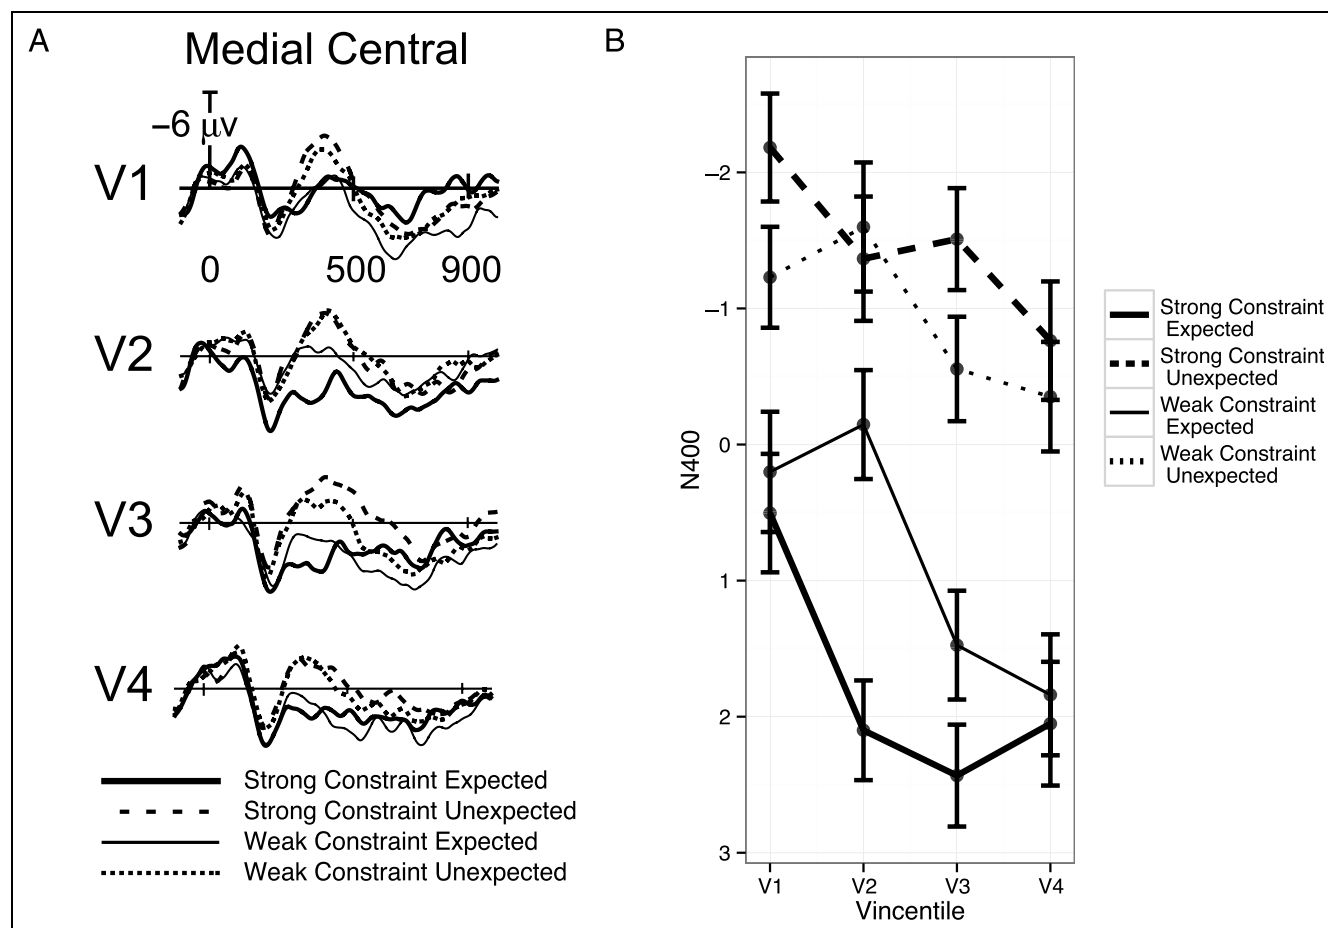 A
Medial Central
–6 μv
V1
0 500 900
V2
V3
V4
Strong Constraint Expected
Strong Constraint Unexpected
Weak Constraint Expected
Weak Constraint Unexpected
B
N400
–2
–1
0
1
2
3
V1 V2 V3 V4
Vincentile
Strong Constraint
Expected
Strong Constraint
Unexpected
Weak Constraint
Expected
Weak Constraint
Unexpected